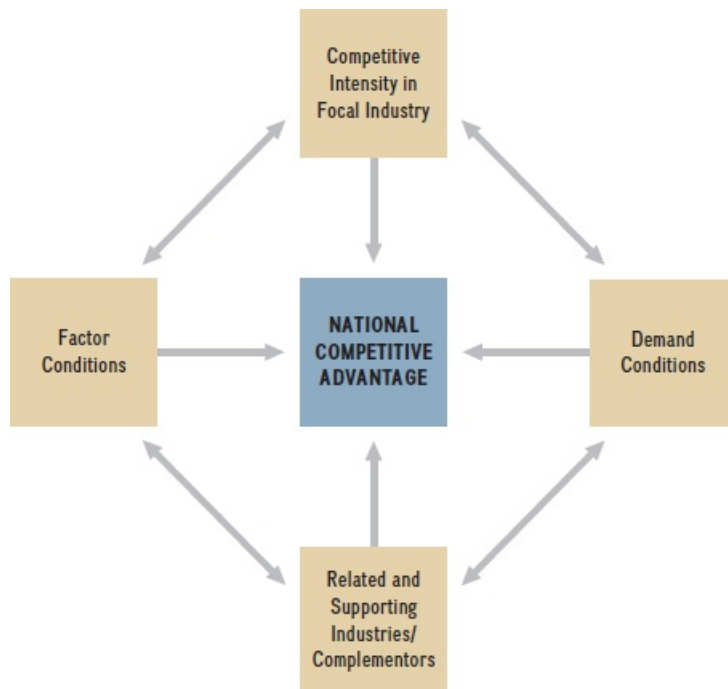 Competitive
Intensity in
Focal Industry
Factor
Conditions
NATIONAL
COMPETITIVE
ADVANTAGE
Demand
Conditions
Related and
Supporting
Industries/
Complementors